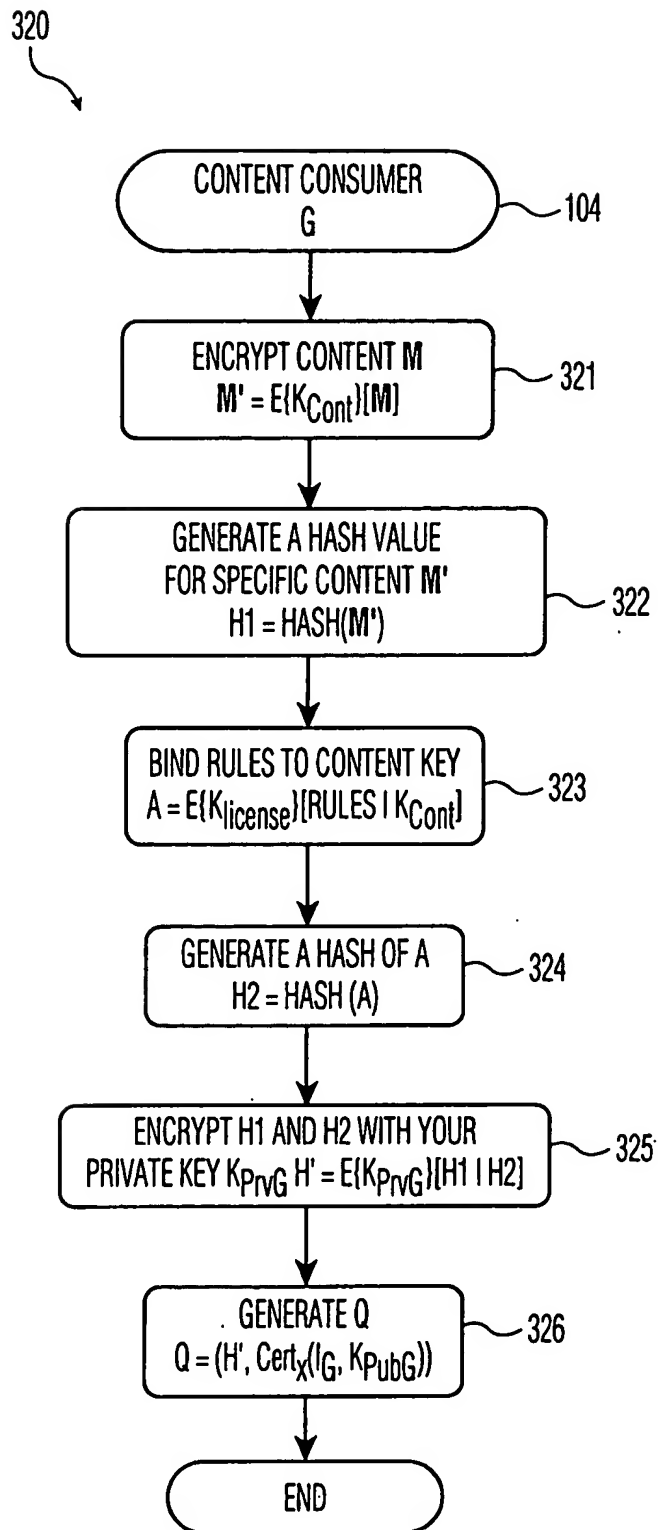 320
CONTENT CONSUMER
G
104
ENCRYPT CONTENT M
M' = E{KCont}[M]
321
GENERATE A HASH VALUE
FOR SPECIFIC CONTENT M'
H1 = HASH(M')
322
BIND RULES TO CONTENT KEY
A = E{Klicense}[RULES | KCont]
323
GENERATE A HASH OF A
H2 = HASH (A)
324
ENCRYPT H1 AND H2 WITH YOUR
PRIVATE KEY KPrvG H' = E{KPrvG}[H1 | H2]
325
GENERATE Q
Q = (H', Certx(IG, KPubG))
326
END